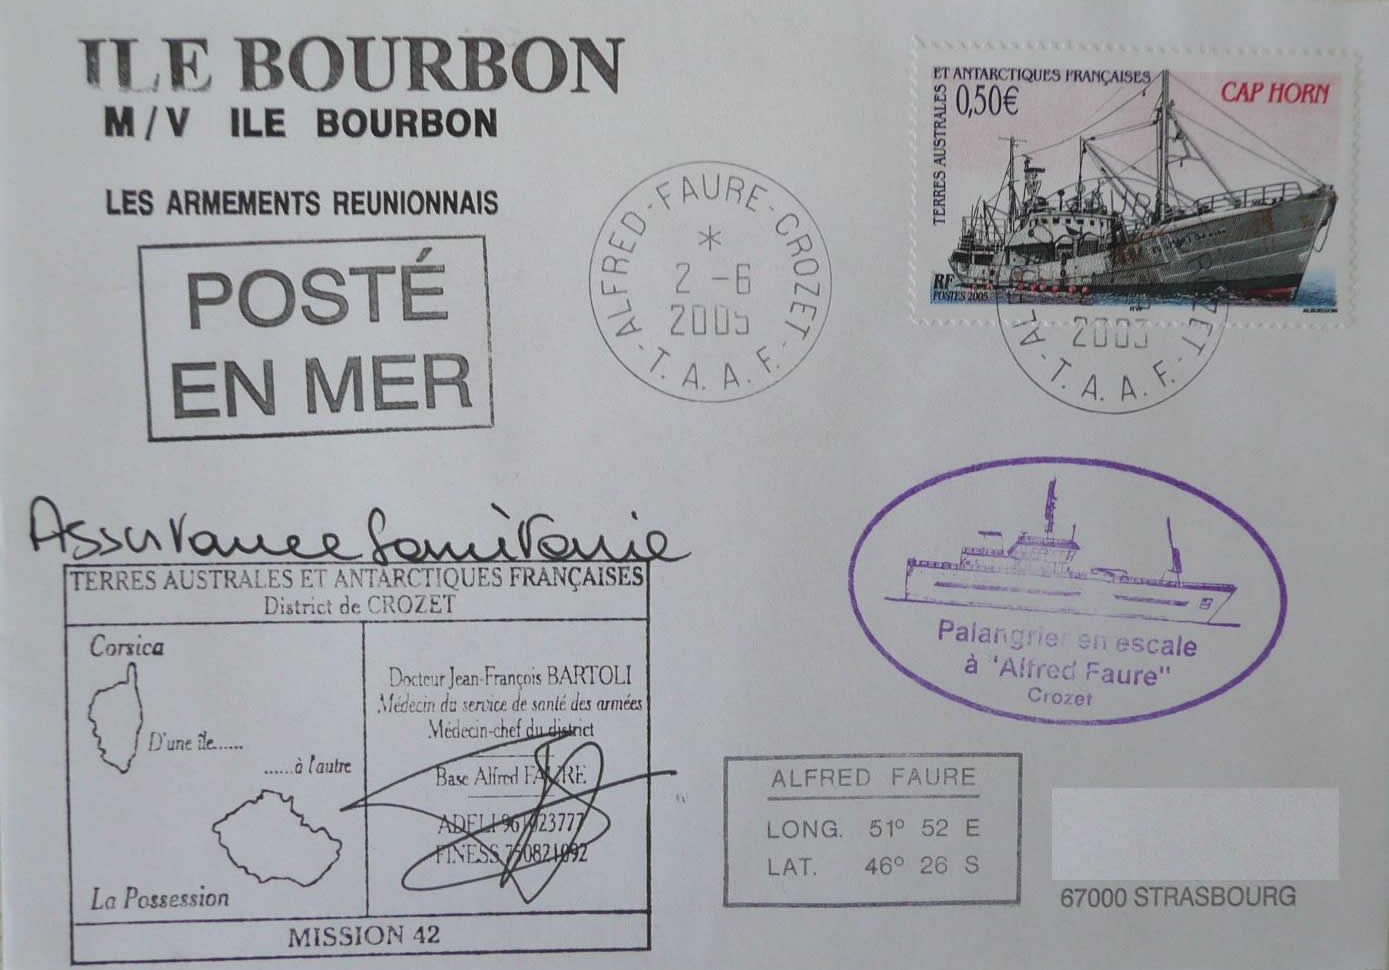 ILE BOURBON
M/V ILE BOURBON
LES ARMEMENTS REUNIONNAIS
POSTÉ
EN MER
ALFRED-FAURE-CROZET
*
2 -6
2005
T. A. A. F.
TERRES AUSTRALES
ET ANTARCTIQUES FRANÇAISES
0,50€
CAP HORN
RF
POSTES 2005
2005
T. A. A. F.
Assurance Sanitaire
TERRES AUSTRALES ET ANTARCTIQUES FRANÇAISES
District de CROZET
Corsica
D'une île......
......à l'autre
La Possession
Docteur Jean-François BARTOLI
Médecin du service de santé des armées
Médecin-chef du district
Base Alfred FAURE
ADELI
FINESS 750821092
MISSION 42
Palangrier en escale
à "Alfred Faure"
Crozet
ALFRED FAURE
LONG. 51° 52 E
LAT. 46° 26 S
67000 STRASBOURG